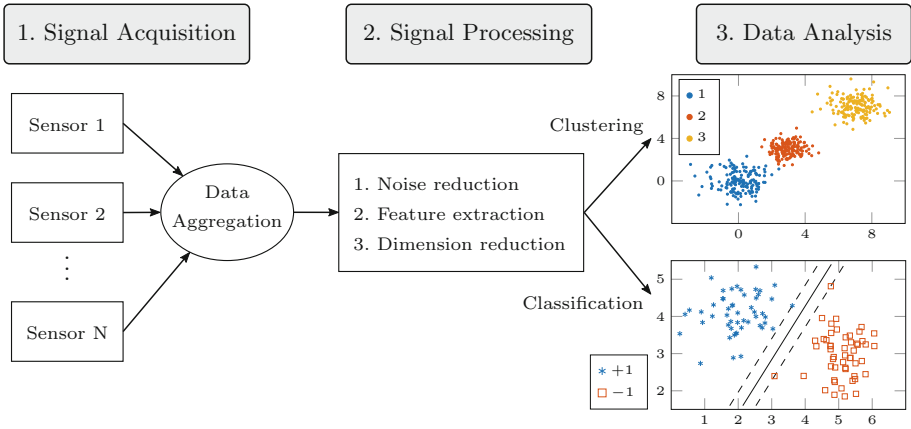 1. Signal Acquisition
2. Signal Processing
3. Data Analysis
Sensor 1
Sensor 2
⋮
Sensor N
Data
Aggregation
1. Noise reduction
2. Feature extraction
3. Dimension reduction
Clustering
Classification
1
2
3
8
4
0
0
4
8
5
4
3
2
1
2
3
4
5
6
+1
−1